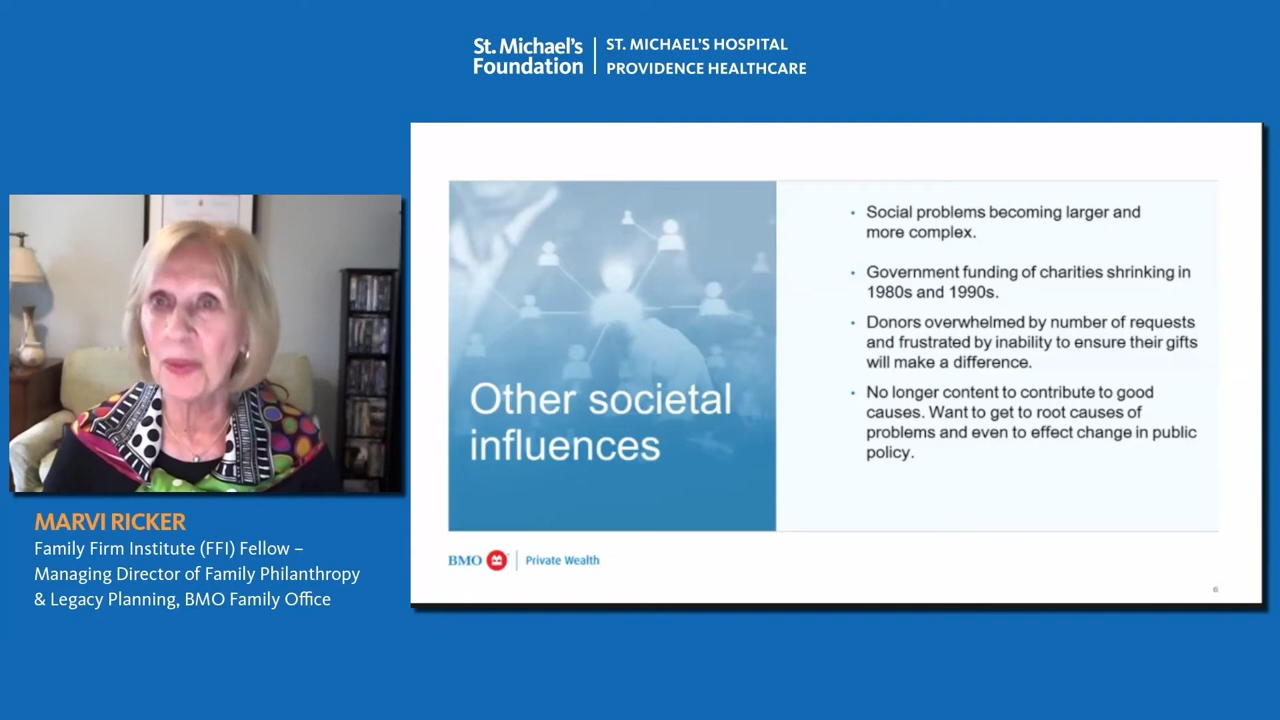 St. Michael's
Foundation
ST. MICHAEL'S HOSPITAL
PROVIDENCE HEALTHCARE
MARVI RICKER
Family Firm Institute (FFI) Fellow –
Managing Director of Family Philanthropy
& Legacy Planning, BMO Family Office
Other societal
influences
• Social problems becoming larger and
more complex.
• Government funding of charities shrinking in
1980s and 1990s.
• Donors overwhelmed by number of requests
and frustrated by inability to ensure their gifts
will make a difference.
• No longer content to contribute to good
causes. Want to get to root causes of
problems and even to effect change in public
policy.
BMO Private Wealth